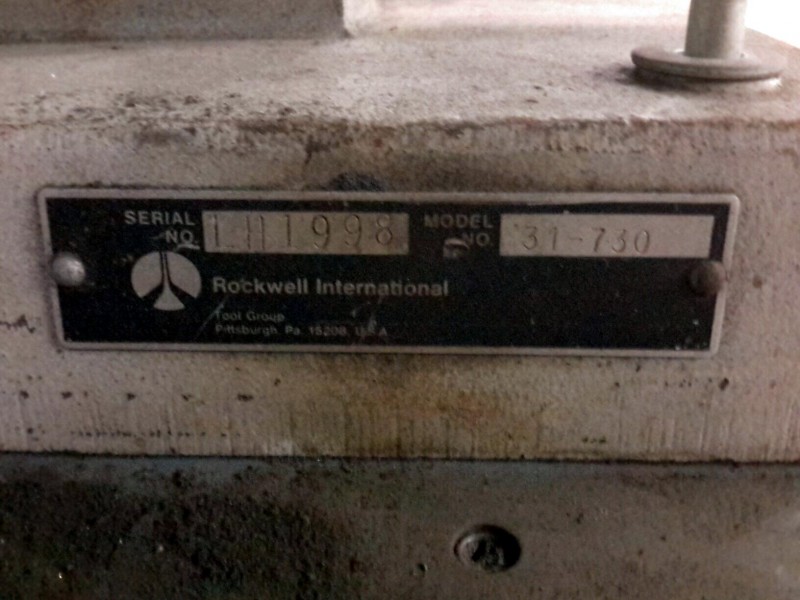 SERIAL NO. LH1998 MODEL NO. 31-730
Rockwell International
Tool Group
Pittsburgh, Pa. 15208, U.S.A.